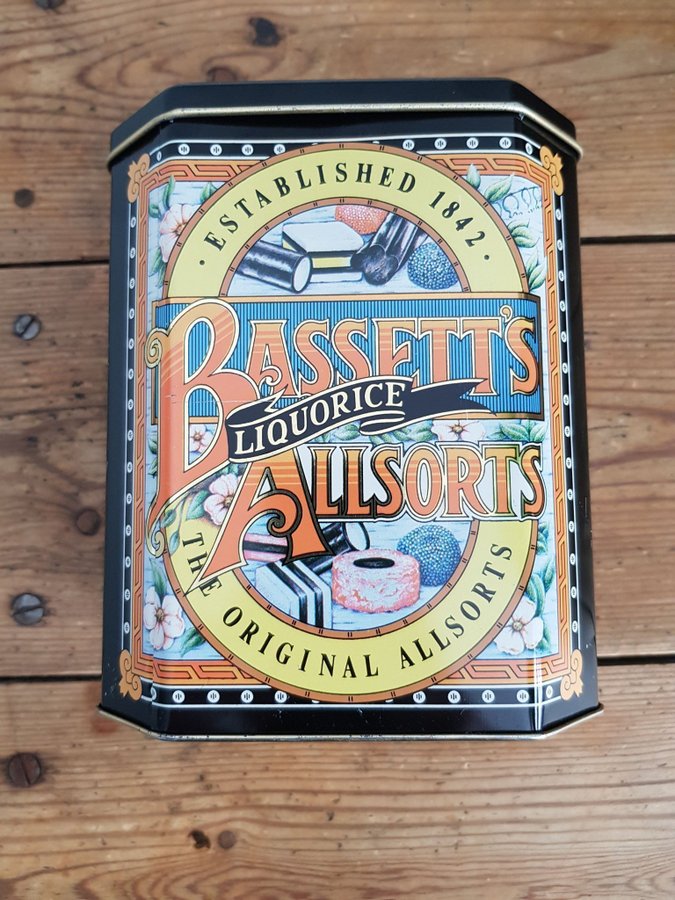 · ESTABLISHED 1842 ·
BASSETT'S
LIQUORICE
ALLSORTS
THE ORIGINAL ALLSORTS